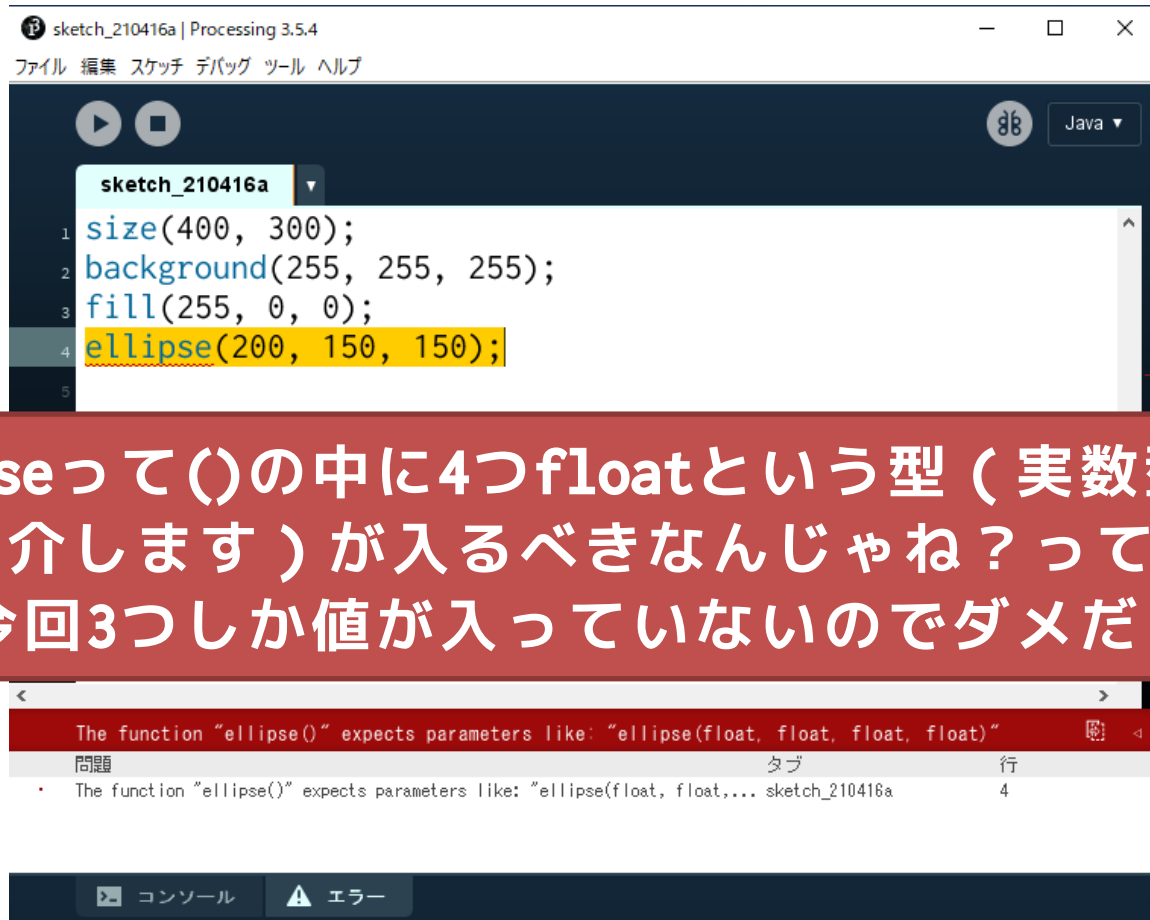 sketch_210416a | Processing 3.5.4
ファイル 編集 スケッチ デバッグ ツール ヘルプ
Java ▼
sketch_210416a ▼
1 size(400, 300);
2 background(255, 255, 255);
3 fill(255, 0, 0);
4 ellipse(200, 150, 150);
5
seって()の中に4つfloatという型(実数
介します)が入るべきなんじゃね？って
回3つしか値が入っていないのでダメだ
The function "ellipse()" expects parameters like: "ellipse(float, float, float, float)"
問題 タブ 行
The function "ellipse()" expects parameters like: "ellipse(float, float,... sketch_210416a 4
コンソール エラー